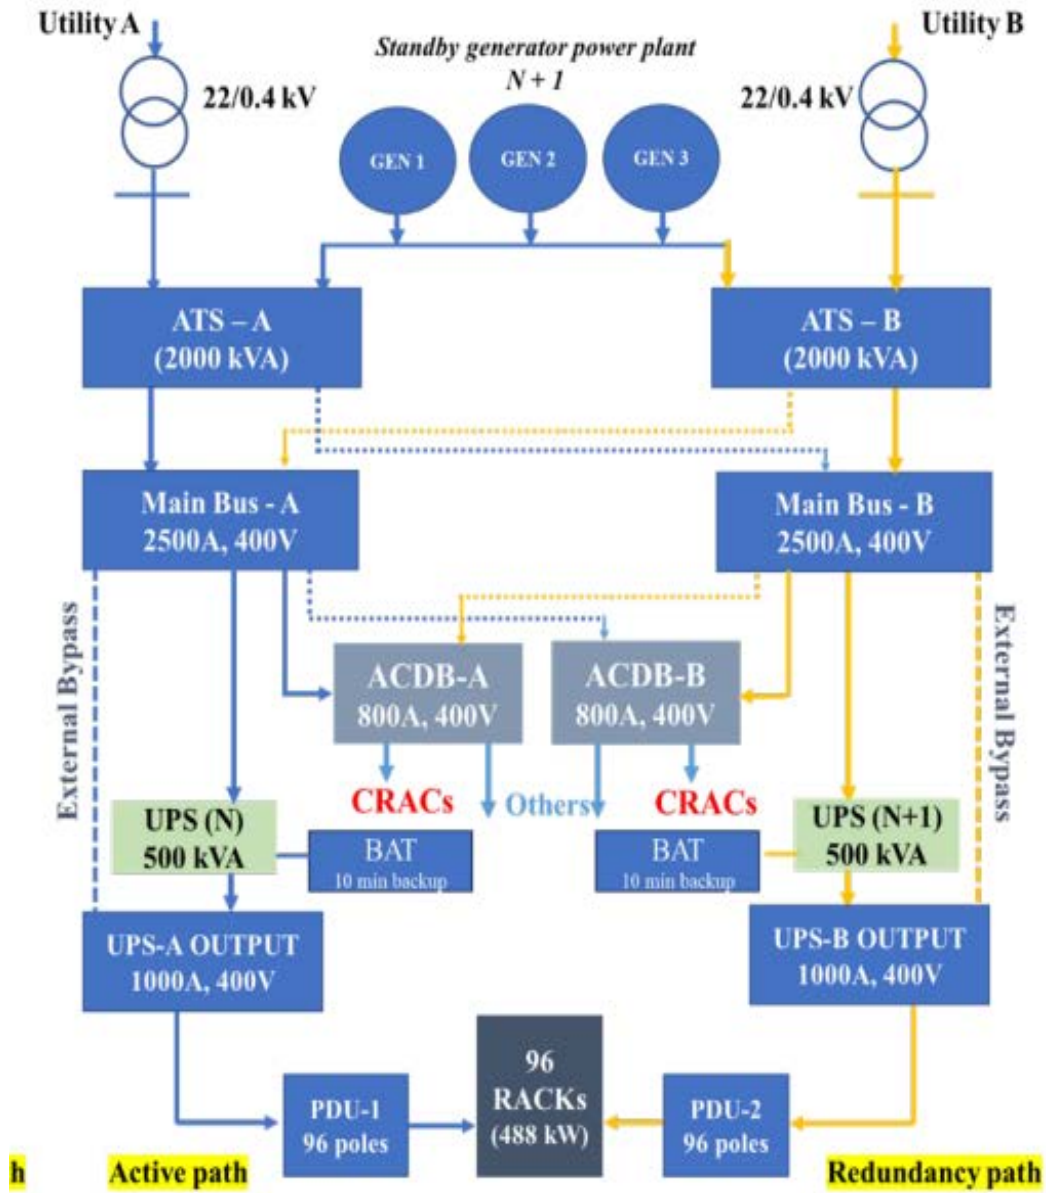 Utility A
Utility B
Standby generator power plant
N + 1
22/0.4 kV
22/0.4 kV
GEN 1
GEN 2
GEN 3
ATS – A
(2000 kVA)
ATS – B
(2000 kVA)
Main Bus - A
2500A, 400V
Main Bus - B
2500A, 400V
External Bypass
External Bypass
ACDB-A
800A, 400V
ACDB-B
800A, 400V
CRACs
Others
CRACs
UPS (N)
500 kVA
BAT
10 min backup
BAT
10 min backup
UPS (N+1)
500 kVA
UPS-A OUTPUT
1000A, 400V
UPS-B OUTPUT
1000A, 400V
96
RACKs
(488 kW)
PDU-1
96 poles
PDU-2
96 poles
h
Active path
Redundancy path